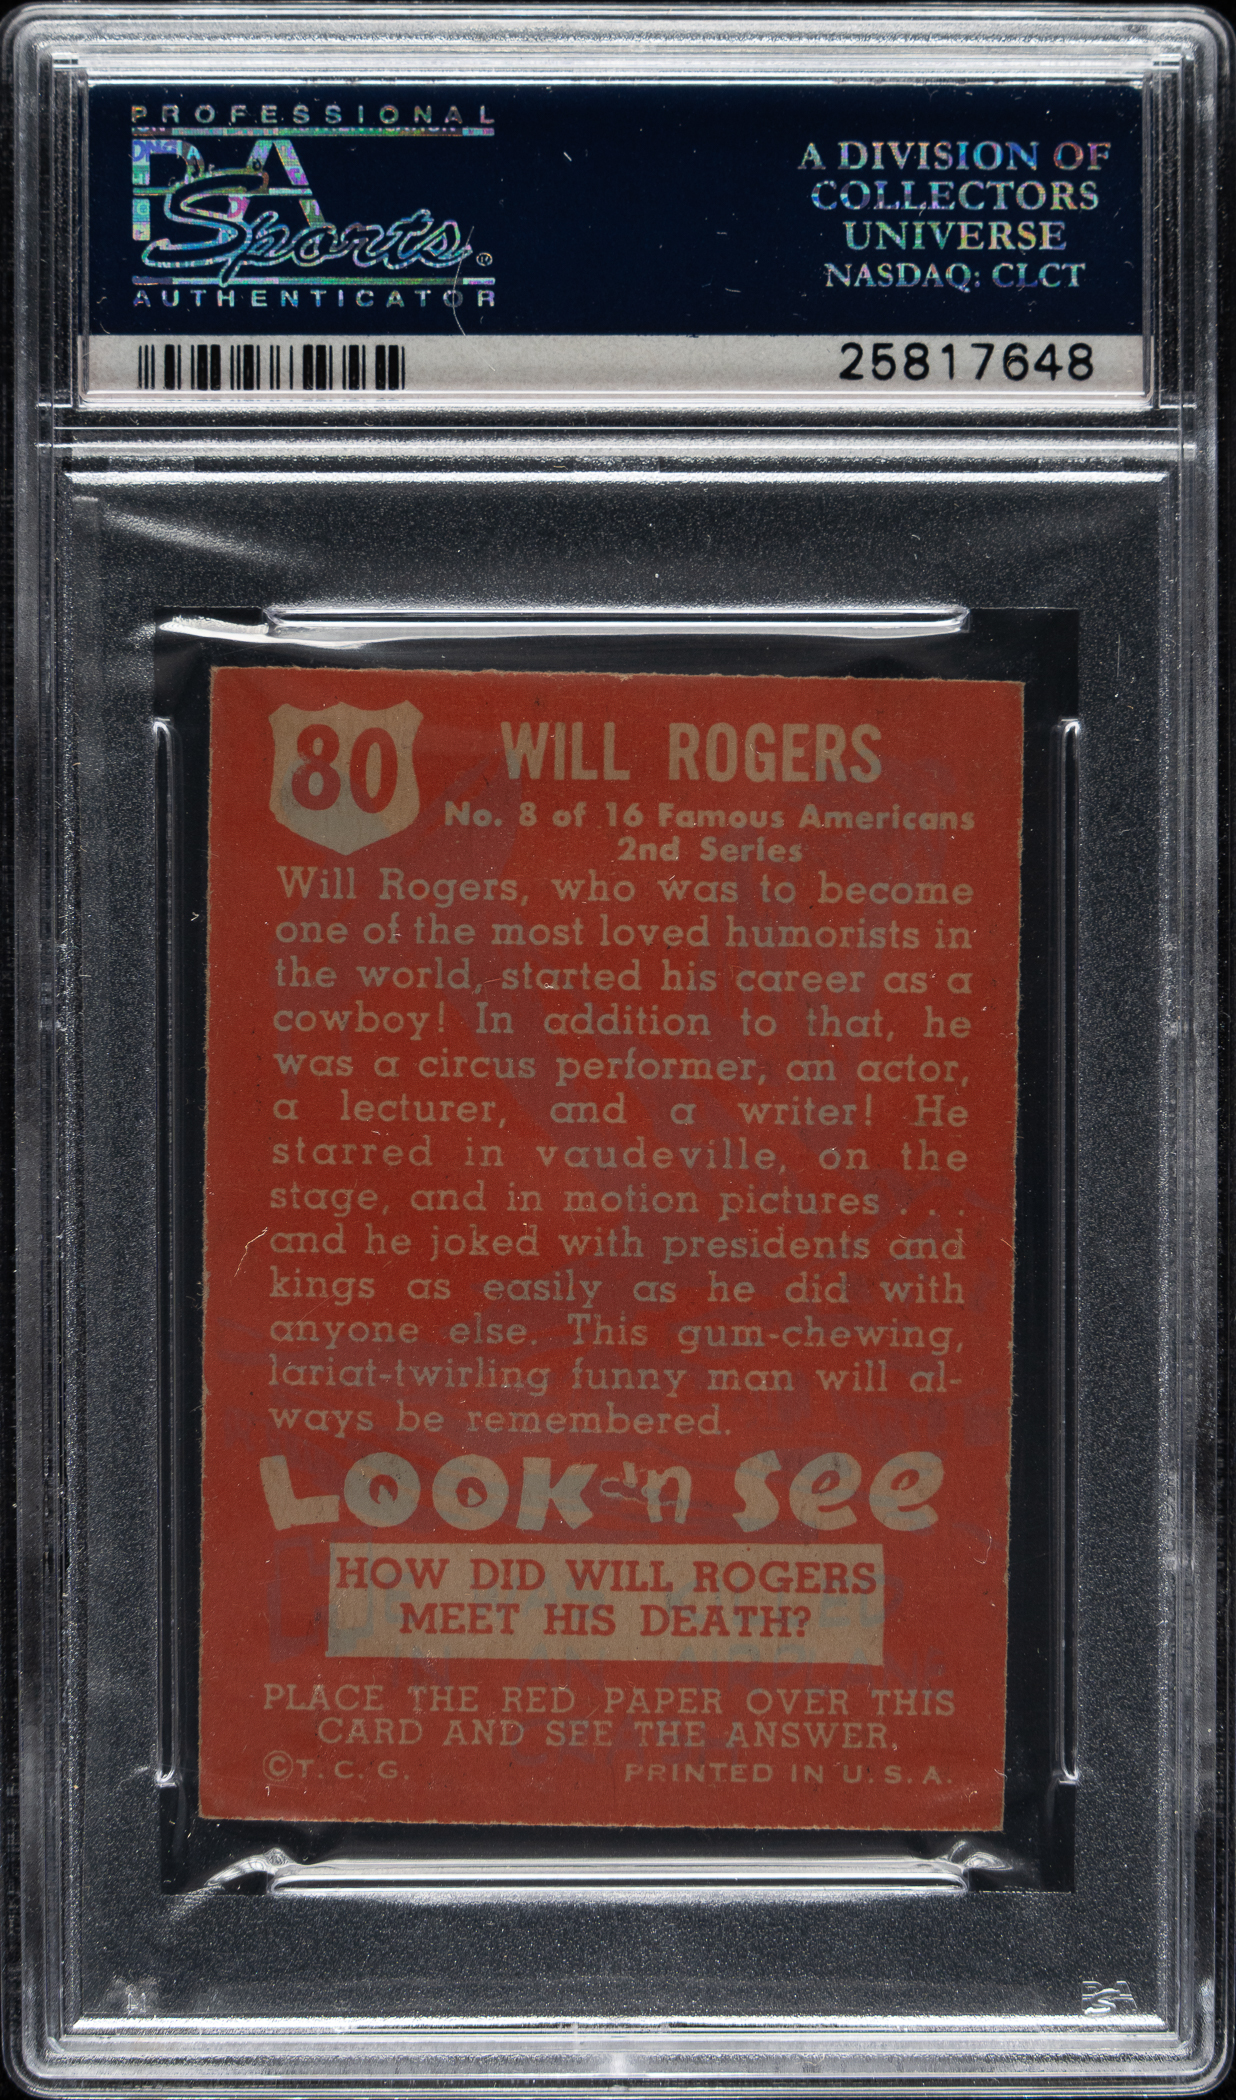 PROFESSIONAL
PSA
Sports
AUTHENTICATOR
A DIVISION OF
COLLECTORS
UNIVERSE
NASDAQ: CLCT
25817648
80
WILL ROGERS
No. 8 of 16 Famous Americans
2nd Series
Will Rogers, who was to become
one of the most loved humorists in
the world, started his career as a
cowboy! In addition to that, he
was a circus performer, an actor,
a lecturer, and a writer! He
starred in vaudeville, on the
stage, and in motion pictures . . .
and he joked with presidents and
kings as easily as he did with
anyone else. This gum-chewing,
lariat-twirling funny man will al-
ways be remembered.
LOOK 'n See
HOW DID WILL ROGERS
MEET HIS DEATH?
PLACE THE RED PAPER OVER THIS
CARD AND SEE THE ANSWER.
©T. C. G. PRINTED IN U. S. A.
PSA